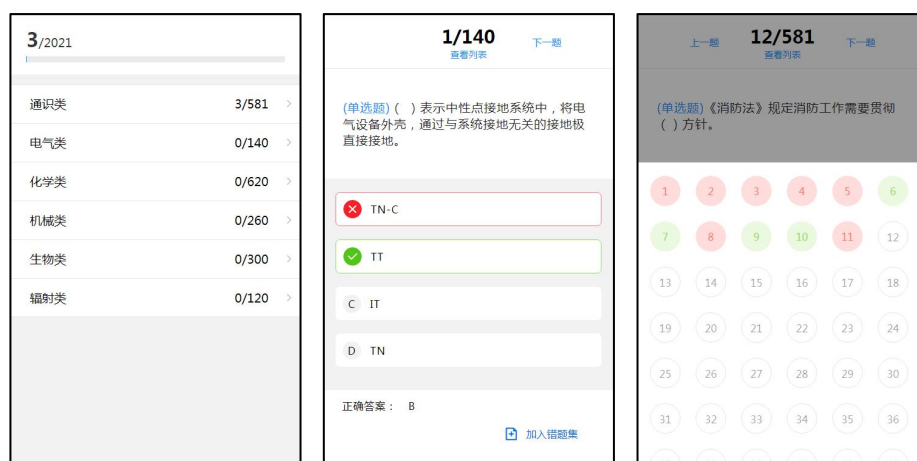 3/2021
通识类 3/581
电气类 0/140
化学类 0/620
机械类 0/260
生物类 0/300
辐射类 0/120
1/140 下一题
查看列表
(单选题) ( ) 表示中性点接地系统中，将电
气设备外壳，通过与系统接地无关的接地极
直接接地。
TN-C
TT
C IT
D TN
正确答案： B
加入错题集
上一题 12/581 下一题
查看列表
(单选题)《消防法》规定消防工作需要贯彻
( ) 方针。
1 2 3 4 5 6
7 8 9 10 11 12
13 14 15 16 17 18
19 20 21 22 23 24
25 26 27 28 29 30
31 32 33 34 35 36